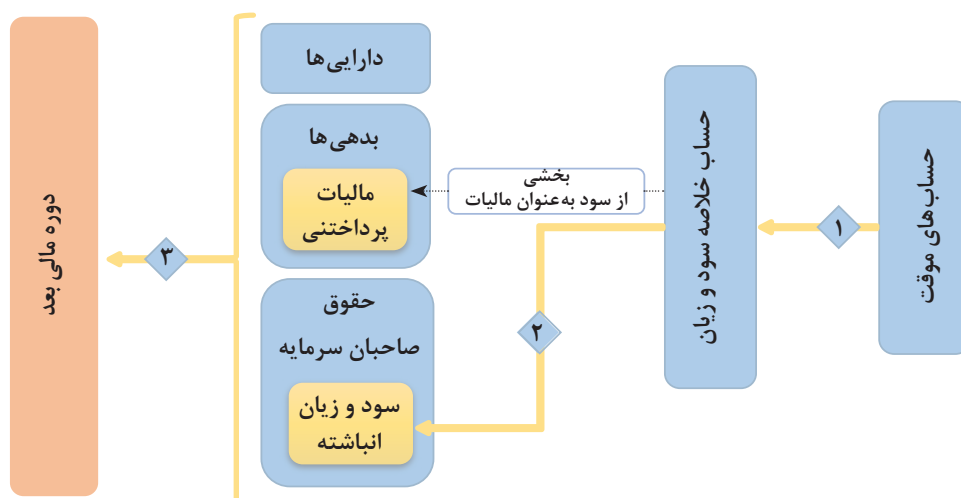 حساب‌های موقت
۱
حساب خلاصه سود و زیان
بخشی
از سود به‌عنوان مالیات
۲
دارایی‌ها
بدهی‌ها
مالیات
پرداختنی
حقوق
صاحبان سرمایه
سود و زیان
انباشته
۳
دوره مالی بعد